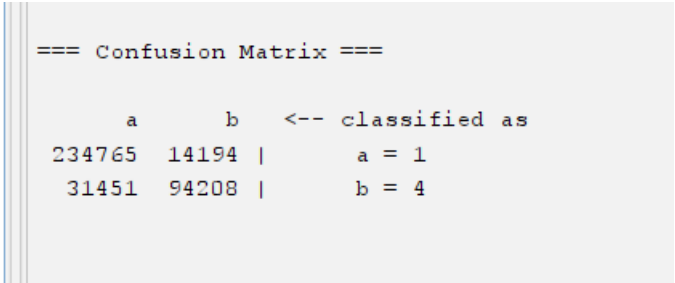 === Confusion Matrix ===
a b <-- classified as
234765 14194 | a = 1
31451 94208 | b = 4